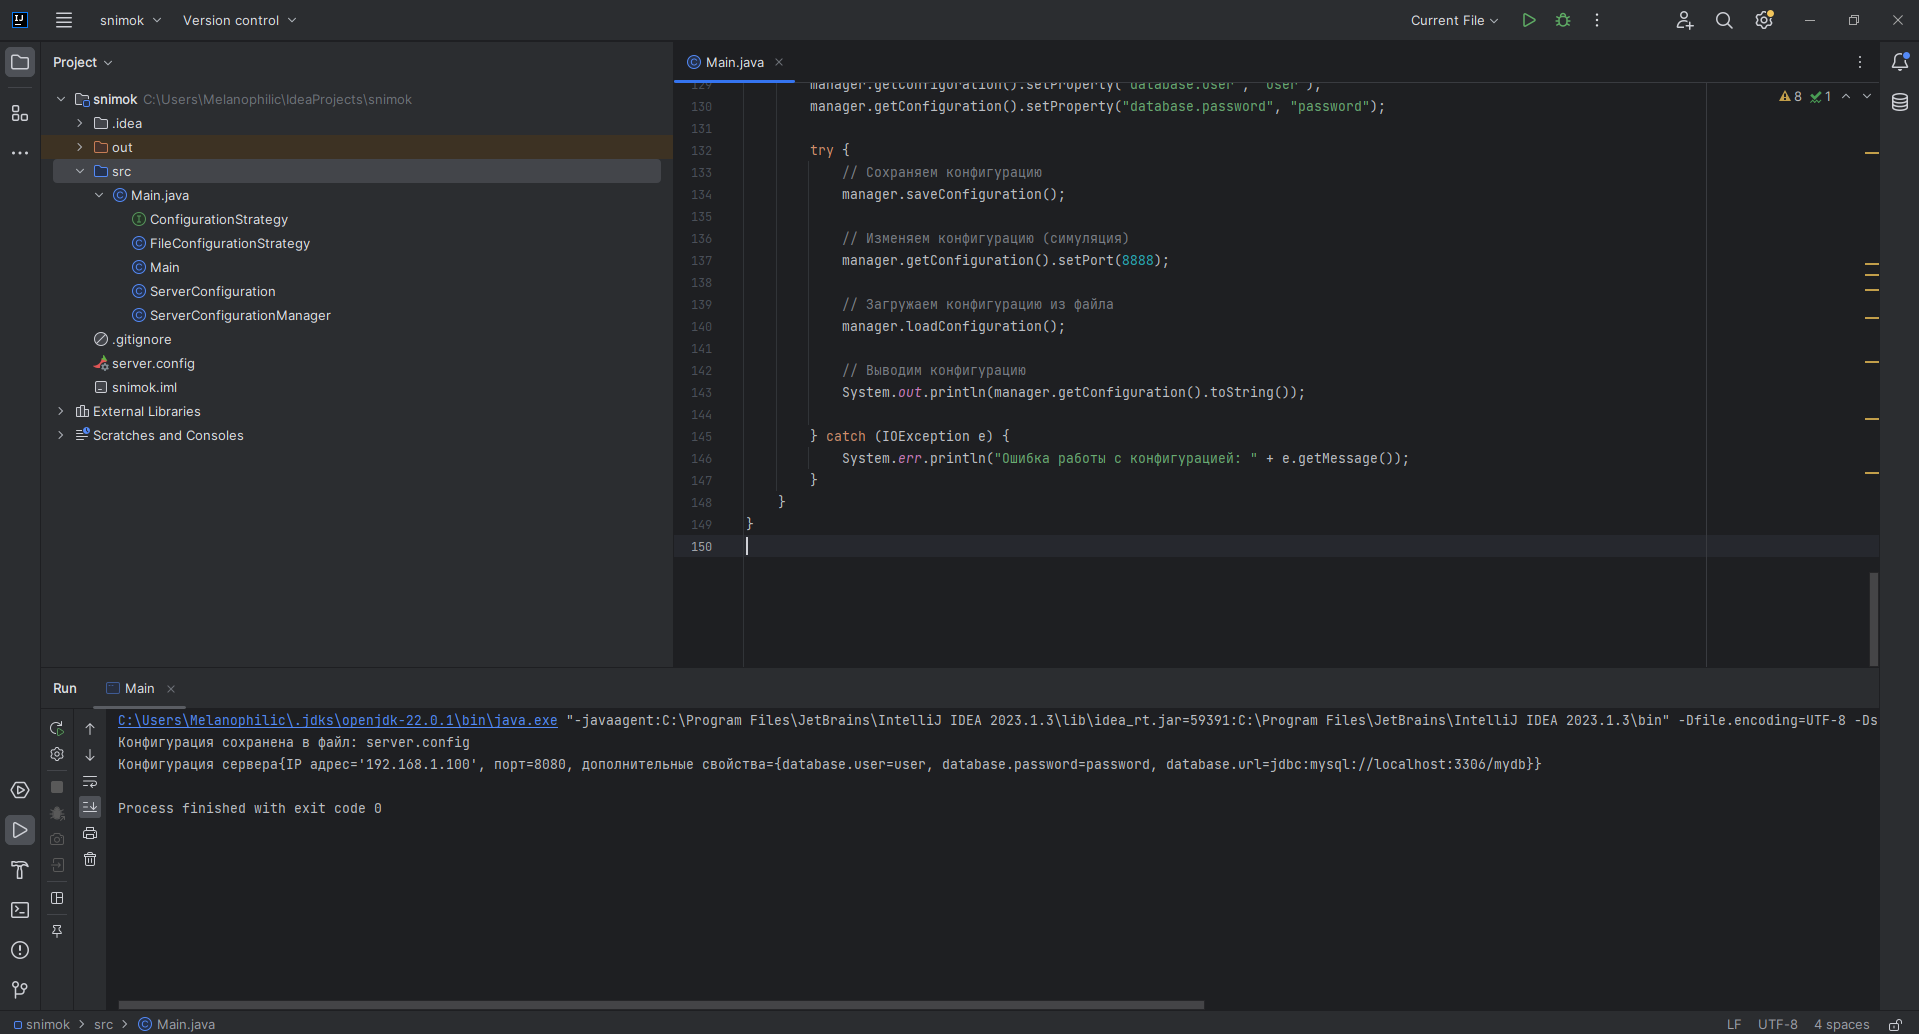 snimok Version control Current File
Project
Main.java
snimok C:\Users\Melanophilic\IdeaProjects\snimok
.idea
out
src
Main.java
ConfigurationStrategy
FileConfigurationStrategy
Main
ServerConfiguration
ServerConfigurationManager
.gitignore
server.config
snimok.iml
External Libraries
Scratches and Consoles
8 1
129 manager.getConfiguration().setProperty("database.user", "user");
130 manager.getConfiguration().setProperty("database.password", "password");
131
132 try {
133 // Сохраняем конфигурацию
134 manager.saveConfiguration();
135
136 // Изменяем конфигурацию (симуляция)
137 manager.getConfiguration().setPort(8888);
138
139 // Загружаем конфигурацию из файла
140 manager.loadConfiguration();
141
142 // Выводим конфигурацию
143 System.out.println(manager.getConfiguration().toString());
144
145 } catch (IOException e) {
146 System.err.println("Ошибка работы с конфигурацией: " + e.getMessage());
147 }
148 }
149 }
150
Run Main
C:\Users\Melanophilic\.jdks\openjdk-22.0.1\bin\java.exe "-javaagent:C:\Program Files\JetBrains\IntelliJ IDEA 2023.1.3\lib\idea_rt.jar=59391:C:\Program Files\JetBrains\IntelliJ IDEA 2023.1.3\bin" -Dfile.encoding=UTF-8 -Ds
Конфигурация сохранена в файл: server.config
Конфигурация сервера{IP адрес='192.168.1.100', порт=8080, дополнительные свойства={database.user=user, database.password=password, database.url=jdbc:mysql://localhost:3306/mydb}}
Process finished with exit code 0
snimok src Main.java LF UTF-8 4 spaces